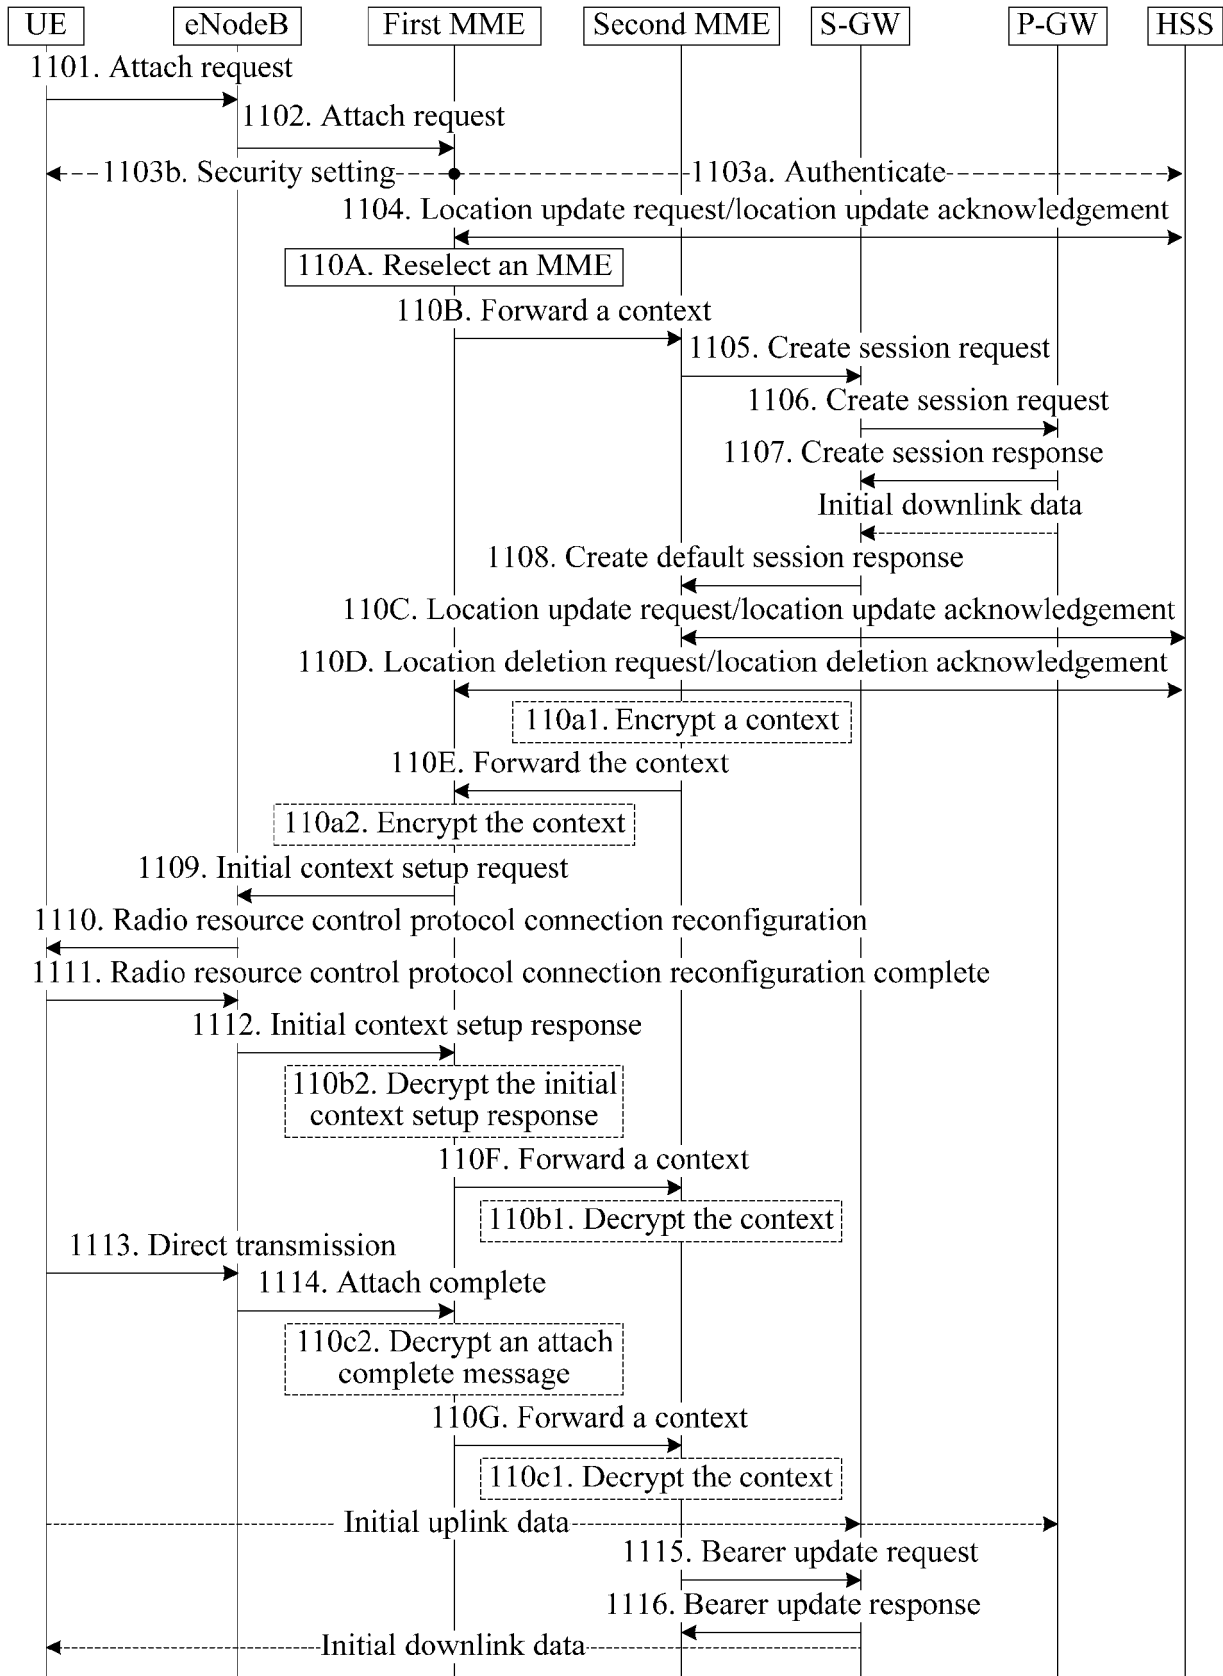 UE eNodeB First MME Second MME S-GW P-GW HSS
1101. Attach request
1102. Attach request
1103b. Security setting 1103a. Authenticate
1104. Location update request/location update acknowledgement
110A. Reselect an MME
110B. Forward a context
1105. Create session request
1106. Create session request
1107. Create session response
Initial downlink data
1108. Create default session response
110C. Location update request/location update acknowledgement
110D. Location deletion request/location deletion acknowledgement
110a1. Encrypt a context
110E. Forward the context
110a2. Encrypt the context
1109. Initial context setup request
1110. Radio resource control protocol connection reconfiguration
1111. Radio resource control protocol connection reconfiguration complete
1112. Initial context setup response
110b2. Decrypt the initial
context setup response
110F. Forward a context
110b1. Decrypt the context
1113. Direct transmission
1114. Attach complete
110c2. Decrypt an attach
complete message
110G. Forward a context
110c1. Decrypt the context
Initial uplink data
1115. Bearer update request
1116. Bearer update response
Initial downlink data